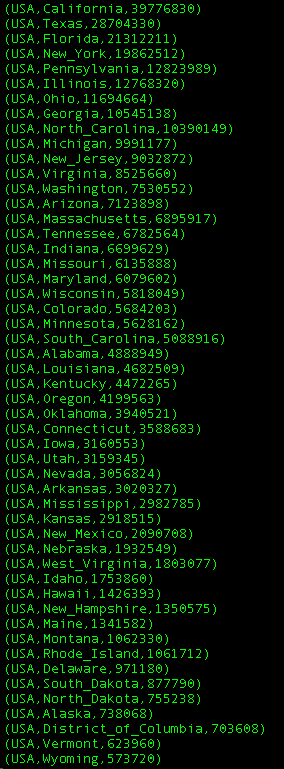 (USA,California,39776830)
(USA,Texas,28704330)
(USA,Florida,21312211)
(USA,New_York,19862512)
(USA,Pennsylvania,12823989)
(USA,Illinois,12768320)
(USA,Ohio,11694664)
(USA,Georgia,10545138)
(USA,North_Carolina,10390149)
(USA,Michigan,9991177)
(USA,New_Jersey,9032872)
(USA,Virginia,8525660)
(USA,Washington,7530552)
(USA,Arizona,7123898)
(USA,Massachusetts,6895917)
(USA,Tennessee,6782564)
(USA,Indiana,6699629)
(USA,Missouri,6135888)
(USA,Maryland,6079602)
(USA,Wisconsin,5818049)
(USA,Colorado,5684203)
(USA,Minnesota,5628162)
(USA,South_Carolina,5088916)
(USA,Alabama,4888949)
(USA,Louisiana,4682509)
(USA,Kentucky,4472265)
(USA,Oregon,4199563)
(USA,Oklahoma,3940521)
(USA,Connecticut,3588683)
(USA,Iowa,3160553)
(USA,Utah,3159345)
(USA,Nevada,3056824)
(USA,Arkansas,3020327)
(USA,Mississippi,2982785)
(USA,Kansas,2918515)
(USA,New_Mexico,2090708)
(USA,Nebraska,1932549)
(USA,West_Virginia,1803077)
(USA,Idaho,1753860)
(USA,Hawaii,1426393)
(USA,New_Hampshire,1350575)
(USA,Maine,1341582)
(USA,Montana,1062330)
(USA,Rhode_Island,1061712)
(USA,Delaware,971180)
(USA,South_Dakota,877790)
(USA,North_Dakota,755238)
(USA,Alaska,738068)
(USA,District_of_Columbia,703608)
(USA,Vermont,623960)
(USA,Wyoming,573720)